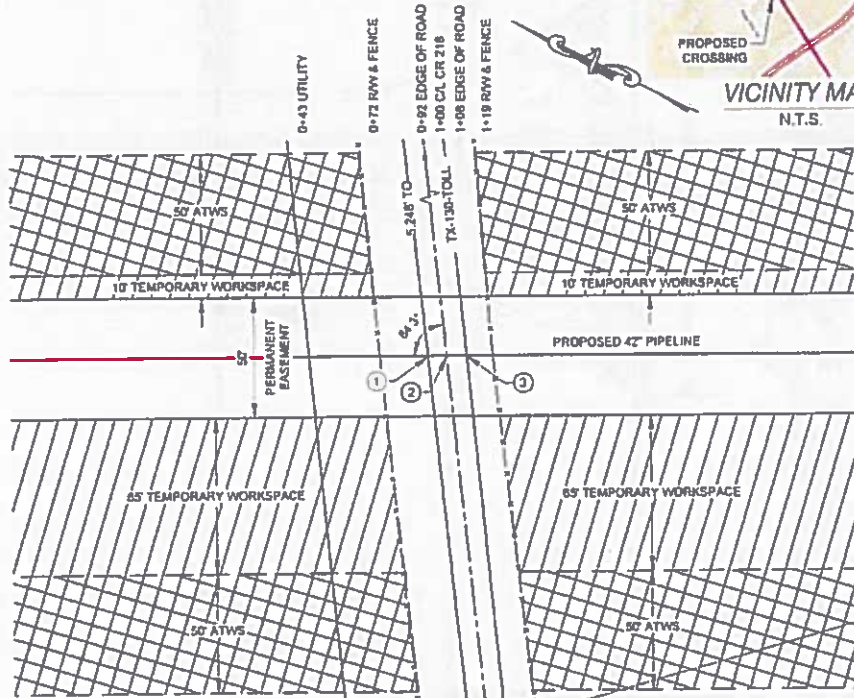 PROPOSED
CROSSING
VICINITY MA
N.T.S.
0+43 UTILITY
0+72 R/W & FENCE
0+92 EDGE OF ROAD
1+00 C/L CR 218
1+08 EDGE OF ROAD
1+19 R/W & FENCE
5,246' TO
TX-130-TOLL
50' ATWS
50' ATWS
10' TEMPORARY WORKSPACE
10' TEMPORARY WORKSPACE
PROPOSED 42" PIPELINE
50'
PERMANENT
EASEMENT
1
2
3
65' TEMPORARY WORKSPACE
65' TEMPORARY WORKSPACE
50' ATWS
50' ATWS